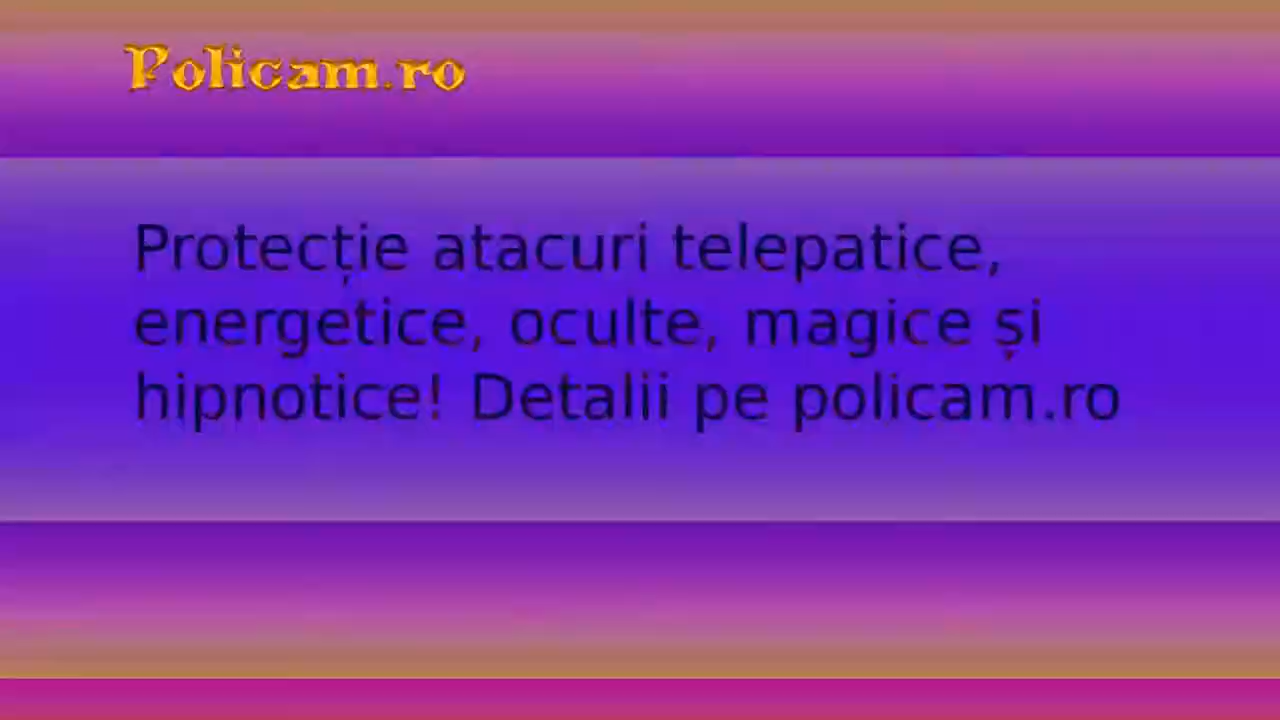 Policam.ro
Protecție atacuri telepatice,
energetice, oculte, magice și
hipnotice! Detalii pe policam.ro